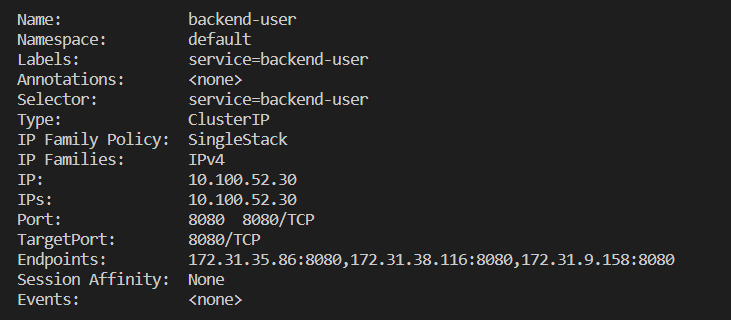 Name: backend-user
Namespace: default
Labels: service=backend-user
Annotations: <none>
Selector: service=backend-user
Type: ClusterIP
IP Family Policy: SingleStack
IP Families: IPv4
IP: 10.100.52.30
IPs: 10.100.52.30
Port: 8080 8080/TCP
TargetPort: 8080/TCP
Endpoints: 172.31.35.86:8080,172.31.38.116:8080,172.31.9.158:8080
Session Affinity: None
Events: <none>